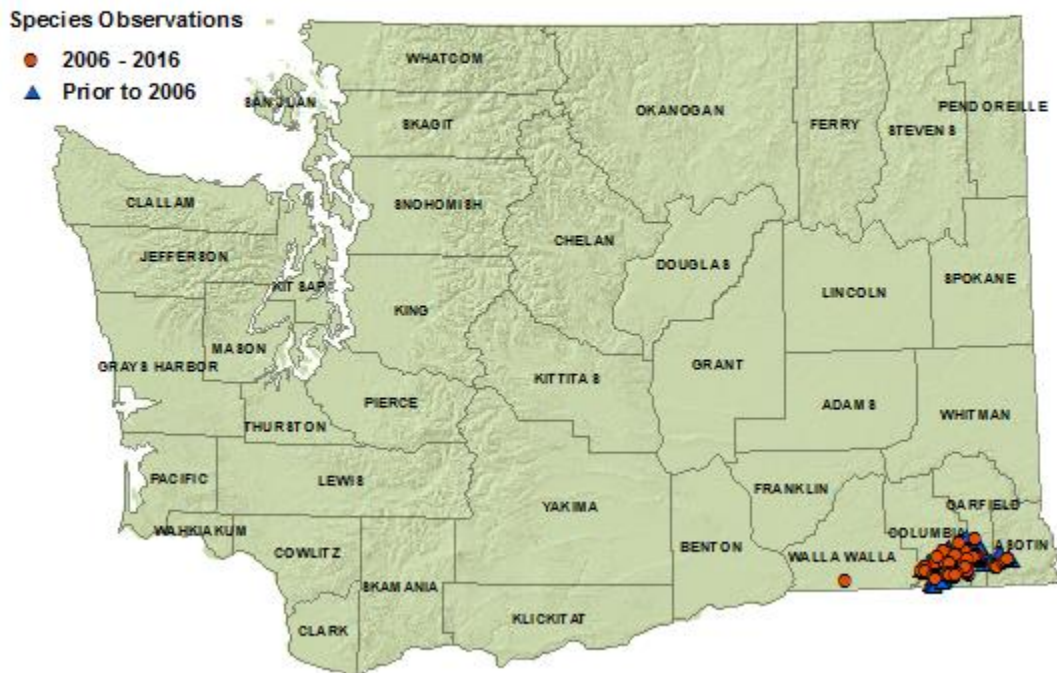 Species Observations
2006 - 2016
Prior to 2006
WHATCOM
SAN JUAN
SKAGIT
OKANOGAN
FERRY
STEVENS
PEND OREILLE
CLALLAM
SNOHOMISH
CHELAN
JEFFERSON
DOUGLAS
KITSAP
LINCOLN
SPOKANE
KING
MASON
GRAYS HARBOR
KITTITAS
GRANT
PIERCE
ADAMS
WHITMAN
THURSTON
PACIFIC
LEWIS
YAKIMA
FRANKLIN
GARFIELD
WAHKIAKUM
COLUMBIA
COWLITZ
BENTON
WALLA WALLA
ASOTIN
SKAMANIA
KLICKITAT
CLARK